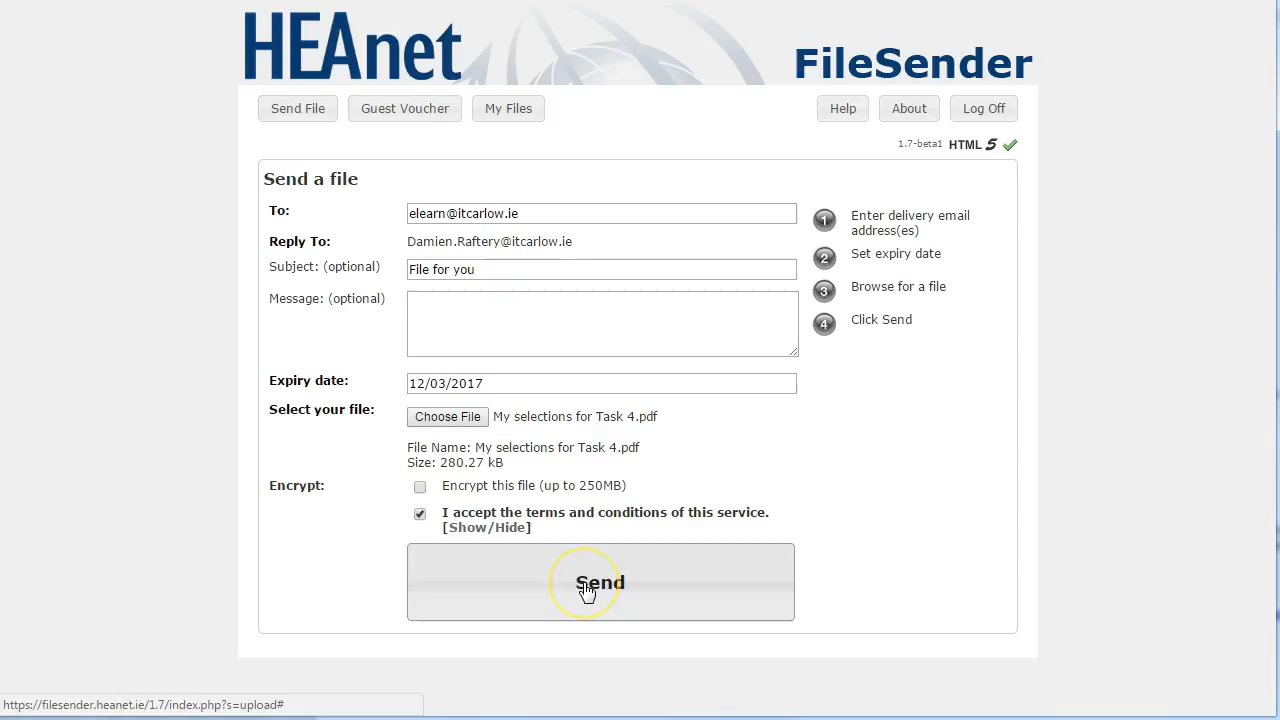 HEAnet
FileSender
Send File Guest Voucher My Files Help About Log Off
1.7-beta1 HTML 5
Send a file
To: elearn@itcarlow.ie
Reply To: Damien.Raftery@itcarlow.ie
Subject: (optional) File for you
Message: (optional)
Expiry date: 12/03/2017
Select your file: Choose File My selections for Task 4.pdf
File Name: My selections for Task 4.pdf
Size: 280.27 kB
Encrypt: Encrypt this file (up to 250MB)
I accept the terms and conditions of this service.
[Show/Hide]
Send
1 Enter delivery email
address(es)
2 Set expiry date
3 Browse for a file
4 Click Send
https://filesender.heanet.ie/1.7/index.php?s=upload#